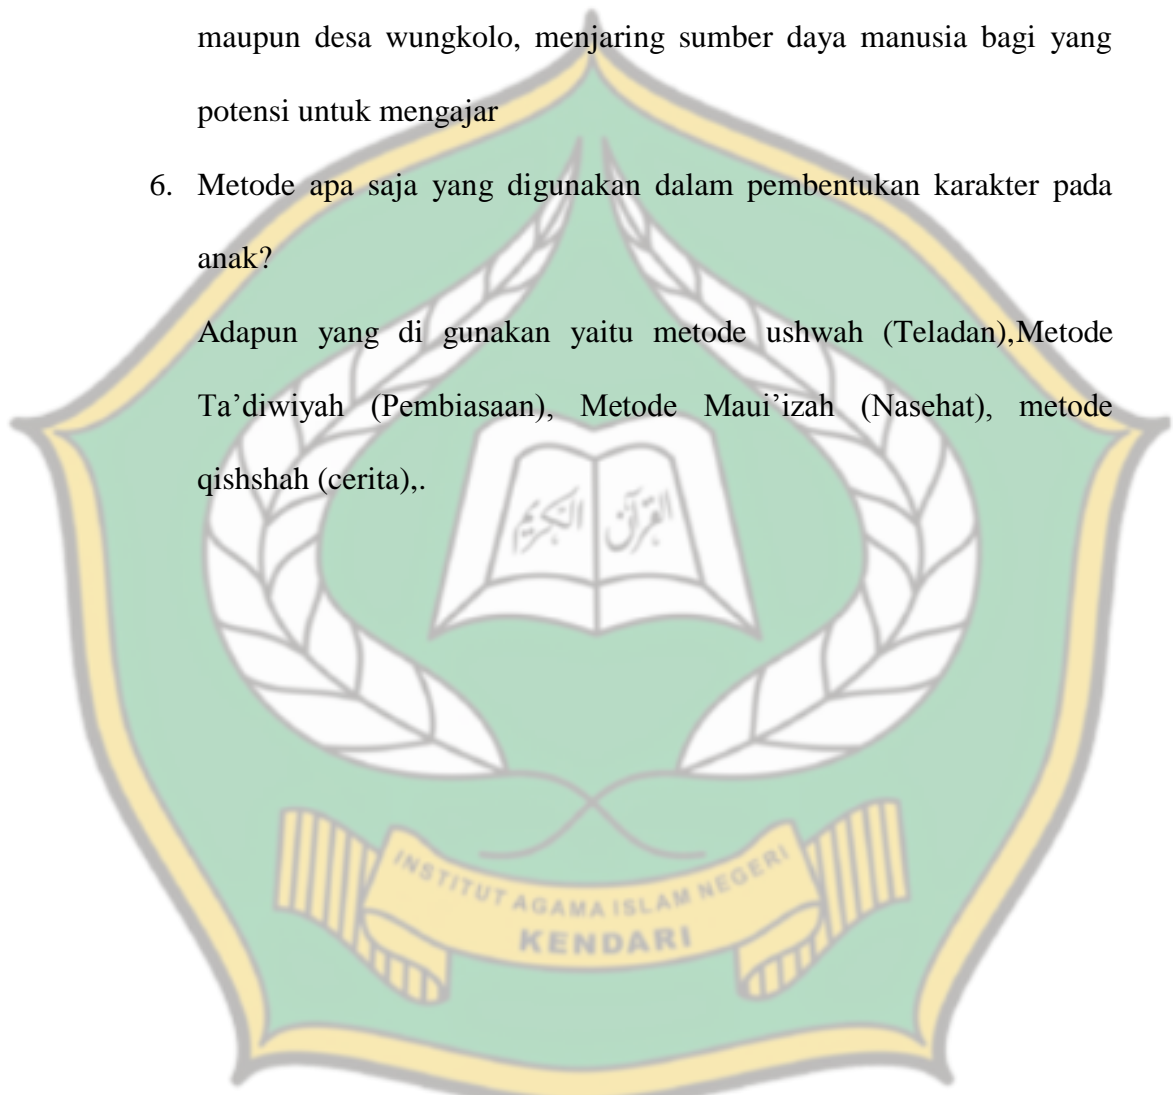 maupun desa wungkolo, menjaring sumber daya manusia bagi yang
potensi untuk mengajar
6. Metode apa saja yang digunakan dalam pembentukan karakter pada
anak?
Adapun yang di gunakan yaitu metode ushwah (Teladan),Metode
Ta’diwiyah (Pembiasaan), Metode Maui’izah (Nasehat), metode
qishshah (cerita),.
القرآن الكريم
INSTITUT AGAMA ISLAM NEGERI
KENDARI